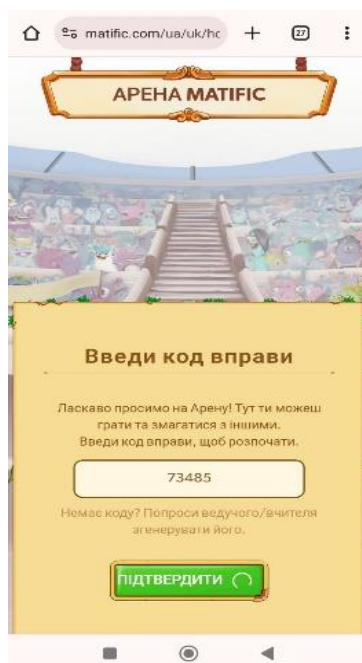 matific.com/ua/uk/hc
27
АРЕНА MATIFIC
Введи код вправи
Ласкаво просимо на Арену! Тут ти можеш
грати та змагатися з іншими.
Введи код вправи, щоб розпочати.
73485
Немає коду? Попроси ведучого/вчителя
згенерувати його.
ПІДТВЕРДИТИ